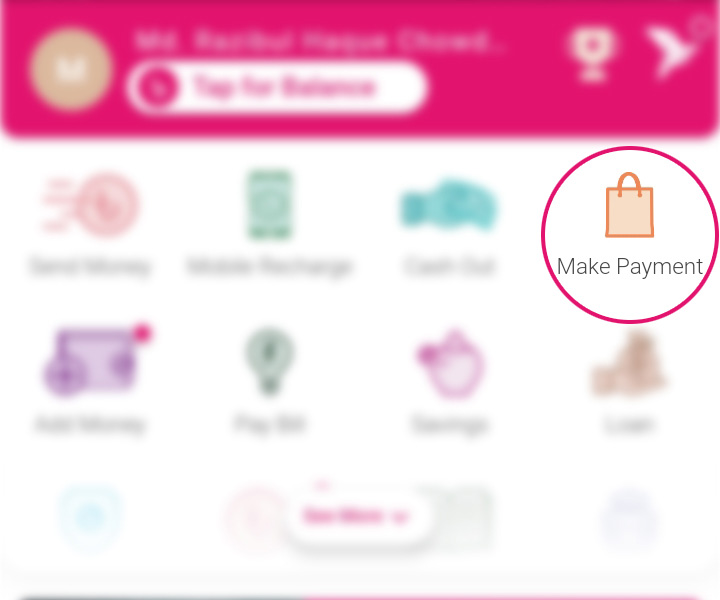 M
Md. Razibul Haque Chowd...
Tap for Balance
Send Money
Mobile Recharge
Cash Out
Make Payment
Add Money
Pay Bill
Savings
Loan
See More